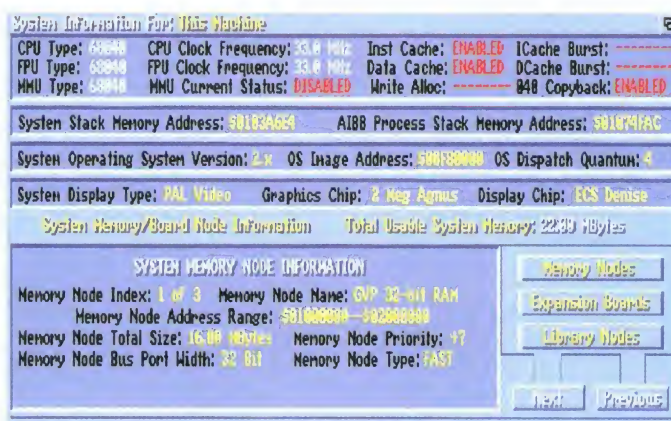 System Information For: This Machine
CPU Type: 68040 CPU Clock Frequency: 33.0 MHz Inst Cache: ENABLED ICache Burst: --------
FPU Type: 68040 FPU Clock Frequency: 33.0 MHz Data Cache: ENABLED DCache Burst: --------
MMU Type: 68040 MMU Current Status: DISABLED Write Alloc: -------- 040 Copyback: ENABLED
System Stack Memory Address: AIBB Process Stack Memory Address:
System Operating System Version: 2.x OS Image Address: $00F80000 OS Dispatch Quantum: 4
System Display Type: PAL Video Graphics Chip: 2 Meg Agnus Display Chip: ECS Denise
System Memory/Board Node Information Total Usable System Memory: 22.00 MBytes
SYSTEM MEMORY NODE INFORMATION
Memory Node Index: 1 of 3 Memory Node Name: GVP 32-Bit RAM
Memory Node Address Range: $01000000--$02000000
Memory Node Total Size: 16.00 MBytes Memory Node Priority: +7
Memory Node Bus Port Width: 32 Bit Memory Node Type: FAST
Memory Nodes
Expansion Boards
Library Nodes
Next Previous